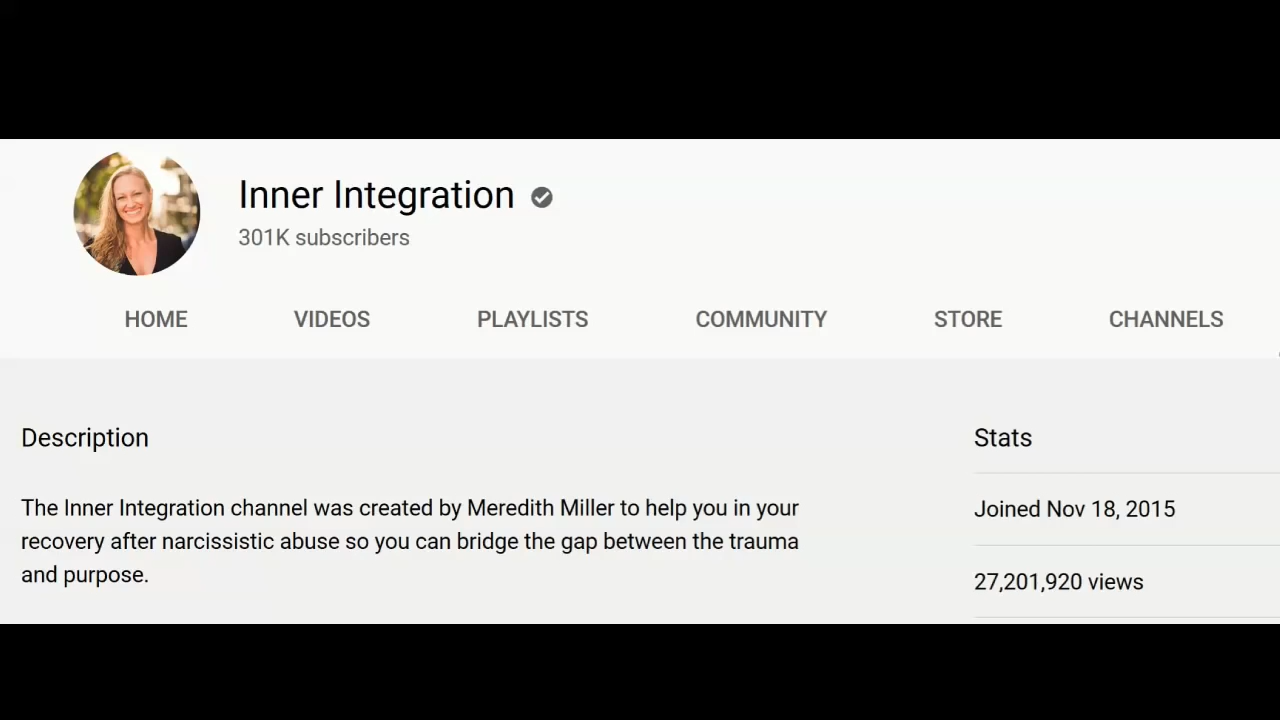 Inner Integration
301K subscribers
HOME VIDEOS PLAYLISTS COMMUNITY STORE CHANNELS
Description
The Inner Integration channel was created by Meredith Miller to help you in your
recovery after narcissistic abuse so you can bridge the gap between the trauma
and purpose.
Stats
Joined Nov 18, 2015
27,201,920 views